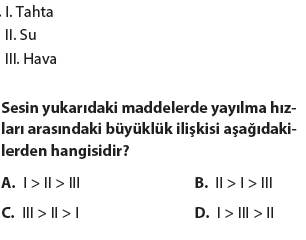 . I. Tahta
II. Su
III. Hava
Sesin yukarıdaki maddelerde yayılma hız-
ları arasındaki büyüklük ilişkisi aşağıdaki-
lerden hangisidir?
A. I > II > III B. II > I > III
C. III > II > I D. I > III > II